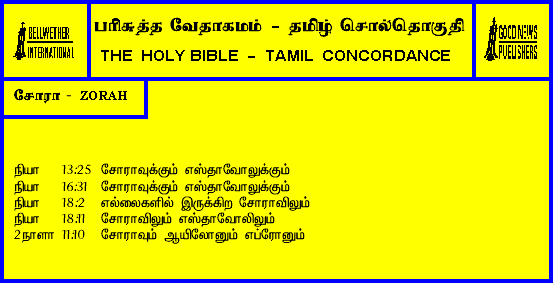 BELLWETHER
INTERNATIONAL
பரிசுத்த வேதாகமம் - தமிழ் சொல்தொகுதி
THE HOLY BIBLE - TAMIL CONCORDANCE
GOOD NEWS
PUBLISHERS
சோரா - ZORAH
நியா 13:25 சோராவுக்கும் எஸ்தாவோலுக்கும்
நியா 16:31 சோராவுக்கும் எஸ்தாவோலுக்கும்
நியா 18:2 எல்லைகளில் இருக்கிற சோராவிலும்
நியா 18:11 சோராவிலும் எஸ்தாவோலிலும்
2நாளா 11:10 சோராவும் ஆயிலோனும் எப்ரோனும்